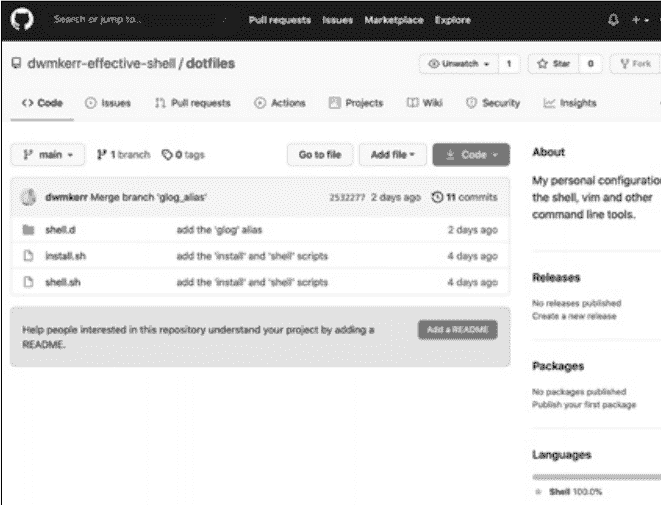 Search or jump to...
Pull requests Issues Marketplace Explore
dwmkerr-effective-shell / dotfiles
Unwatch 1 Star 0 Fork
Code Issues Pull requests Actions Projects Wiki Security Insights
main 1 branch 0 tags Go to file Add file Code
dwmkerr Merge branch 'glog_alias' 2532277 2 days ago 11 commits
shell.d add the 'glog' alias 2 days ago
install.sh add the 'install' and 'shell' scripts 4 days ago
shell.sh add the 'install' and 'shell' scripts 4 days ago
Help people interested in this repository understand your project by adding a
README.
Add a README
About
My personal configuratio
the shell, vim and other
command line tools.
Releases
No releases published
Create a new release
Packages
No packages published
Publish your first package
Languages
Shell 100.0%